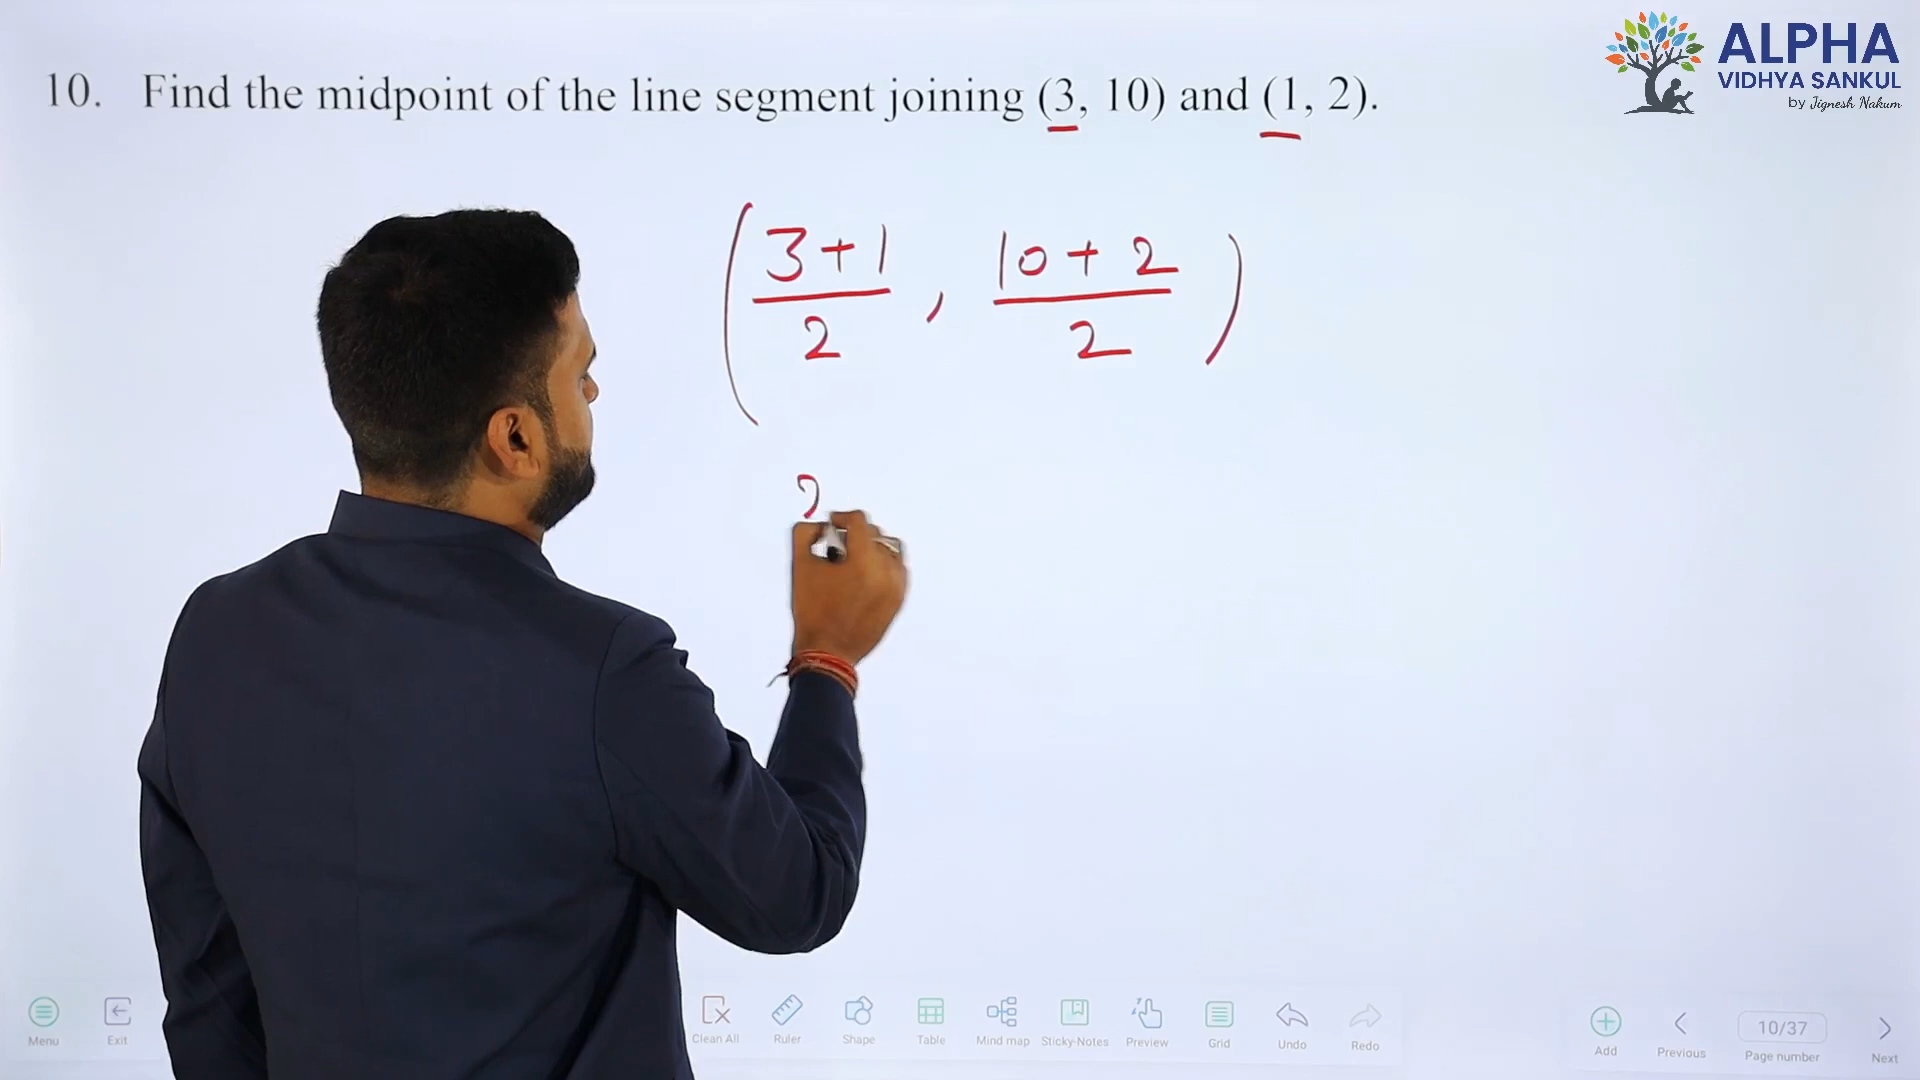 ALPHA
VIDHYA SANKUL
by Jignesh Nakum
10. Find the midpoint of the line segment joining (3, 10) and (1, 2).
(3+1/2, 10+2/2)
2
Menu Exit Clean All Ruler Shape Table Mind map Sticky-Notes Preview Grid Undo Redo Add Previous 10/37 Page number Next